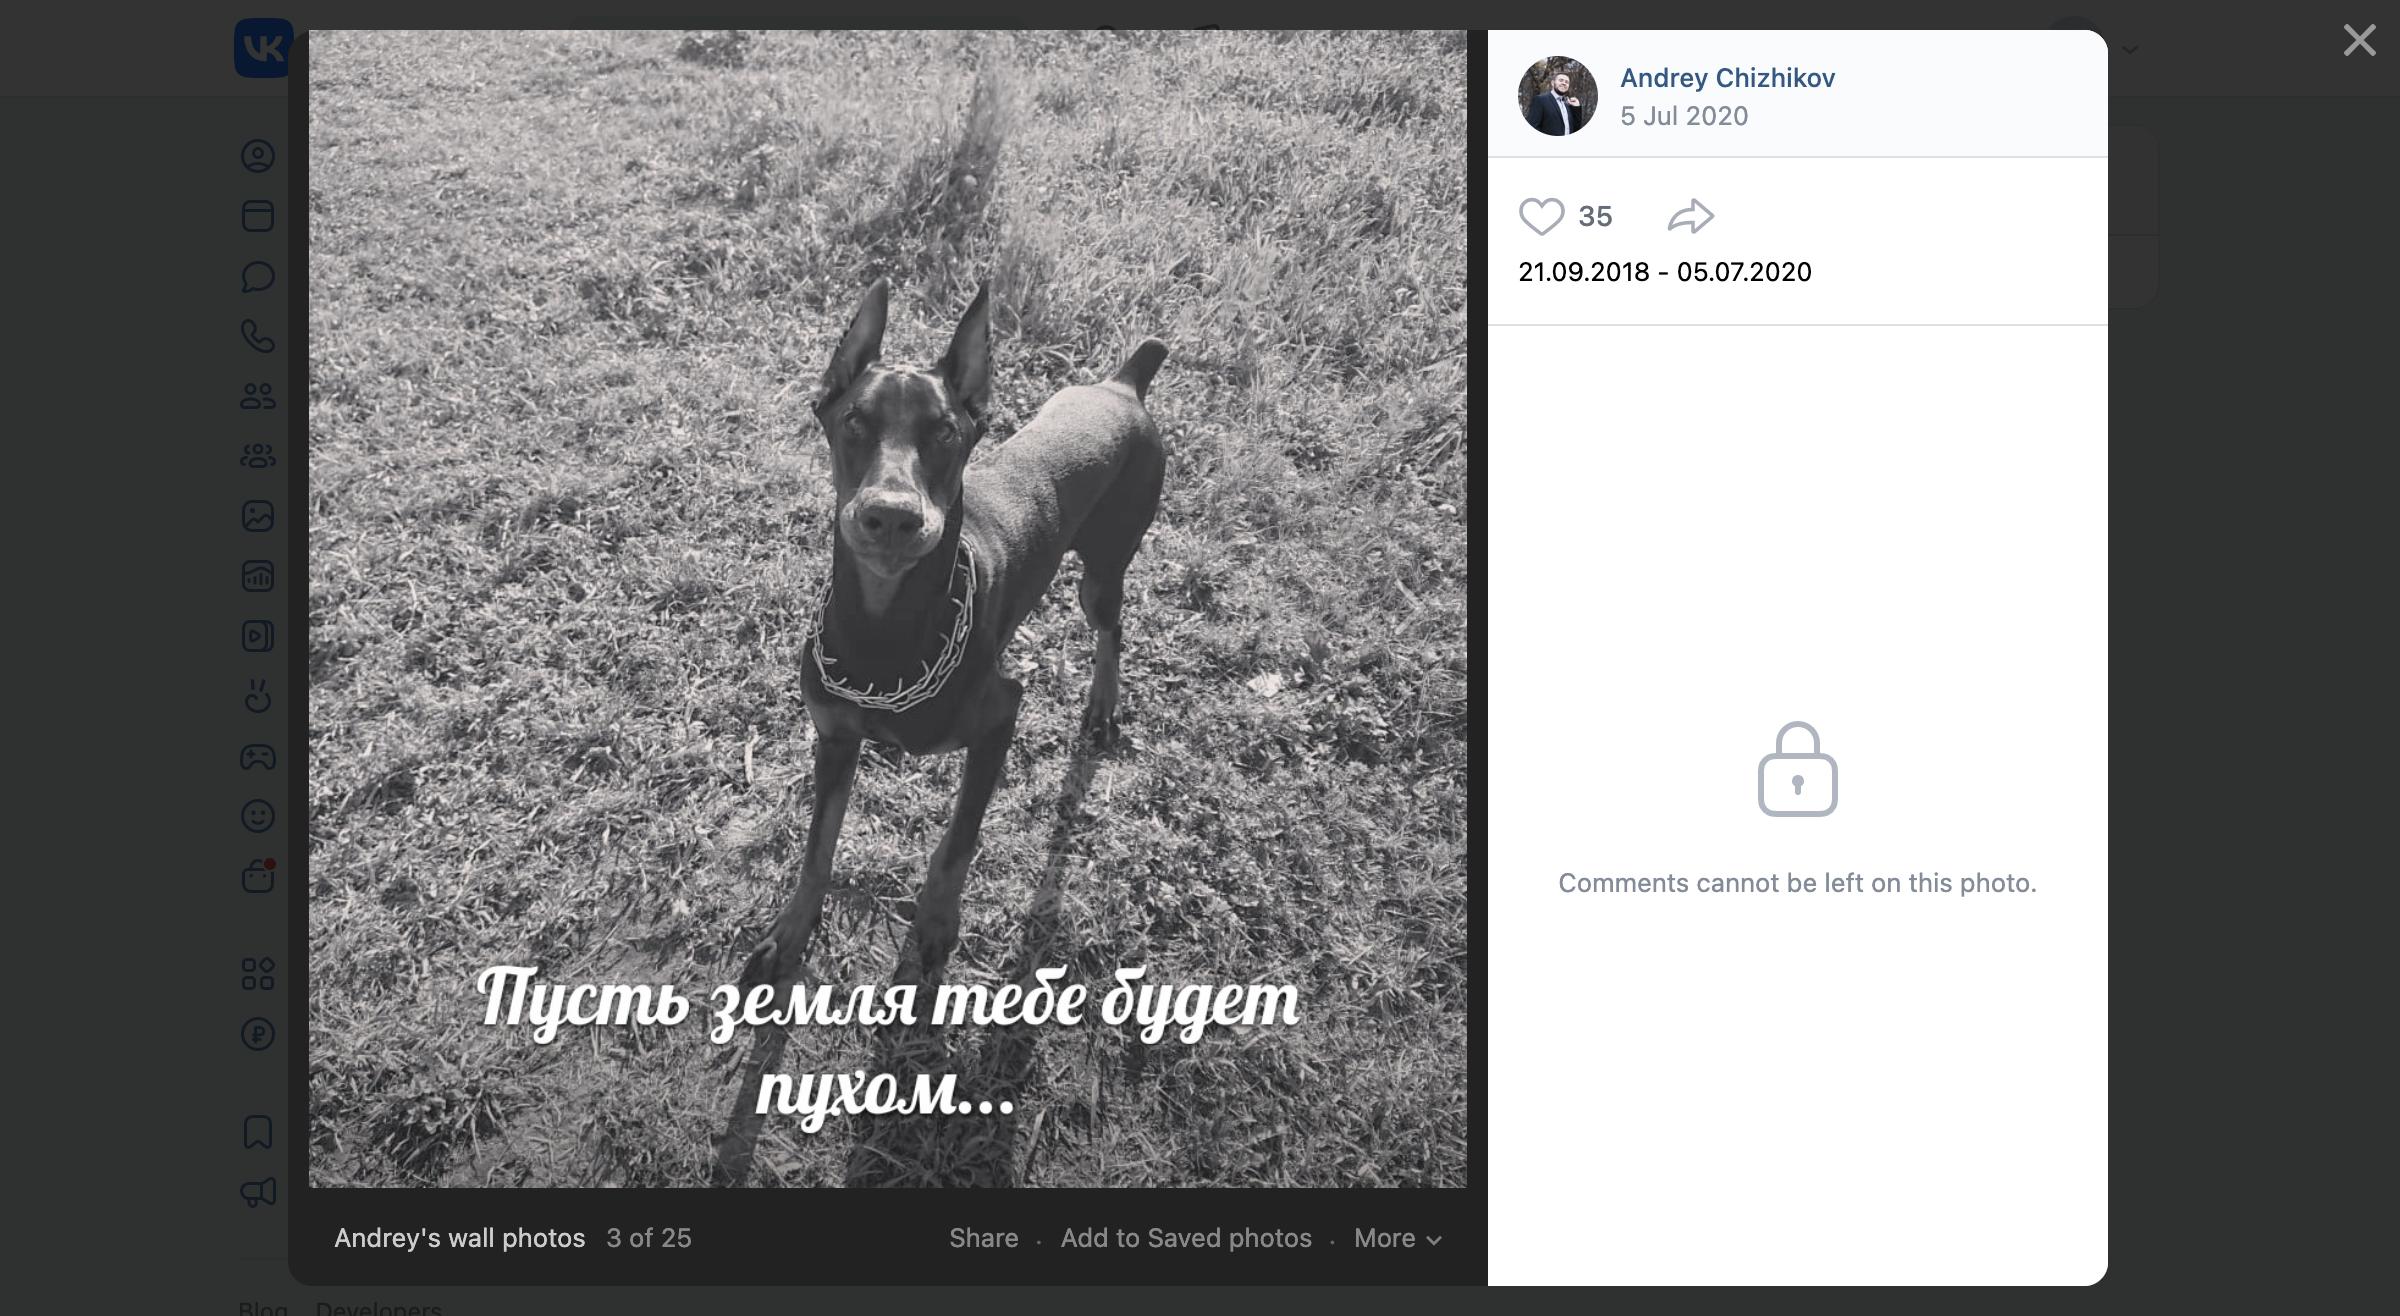 VK
Andrey Chizhikov
5 Jul 2020
35
21.09.2018 - 05.07.2020
Comments cannot be left on this photo.
Пусть земля тебе будет
пухом...
Andrey's wall photos 3 of 25
Share · Add to Saved photos · More
Blog Developers